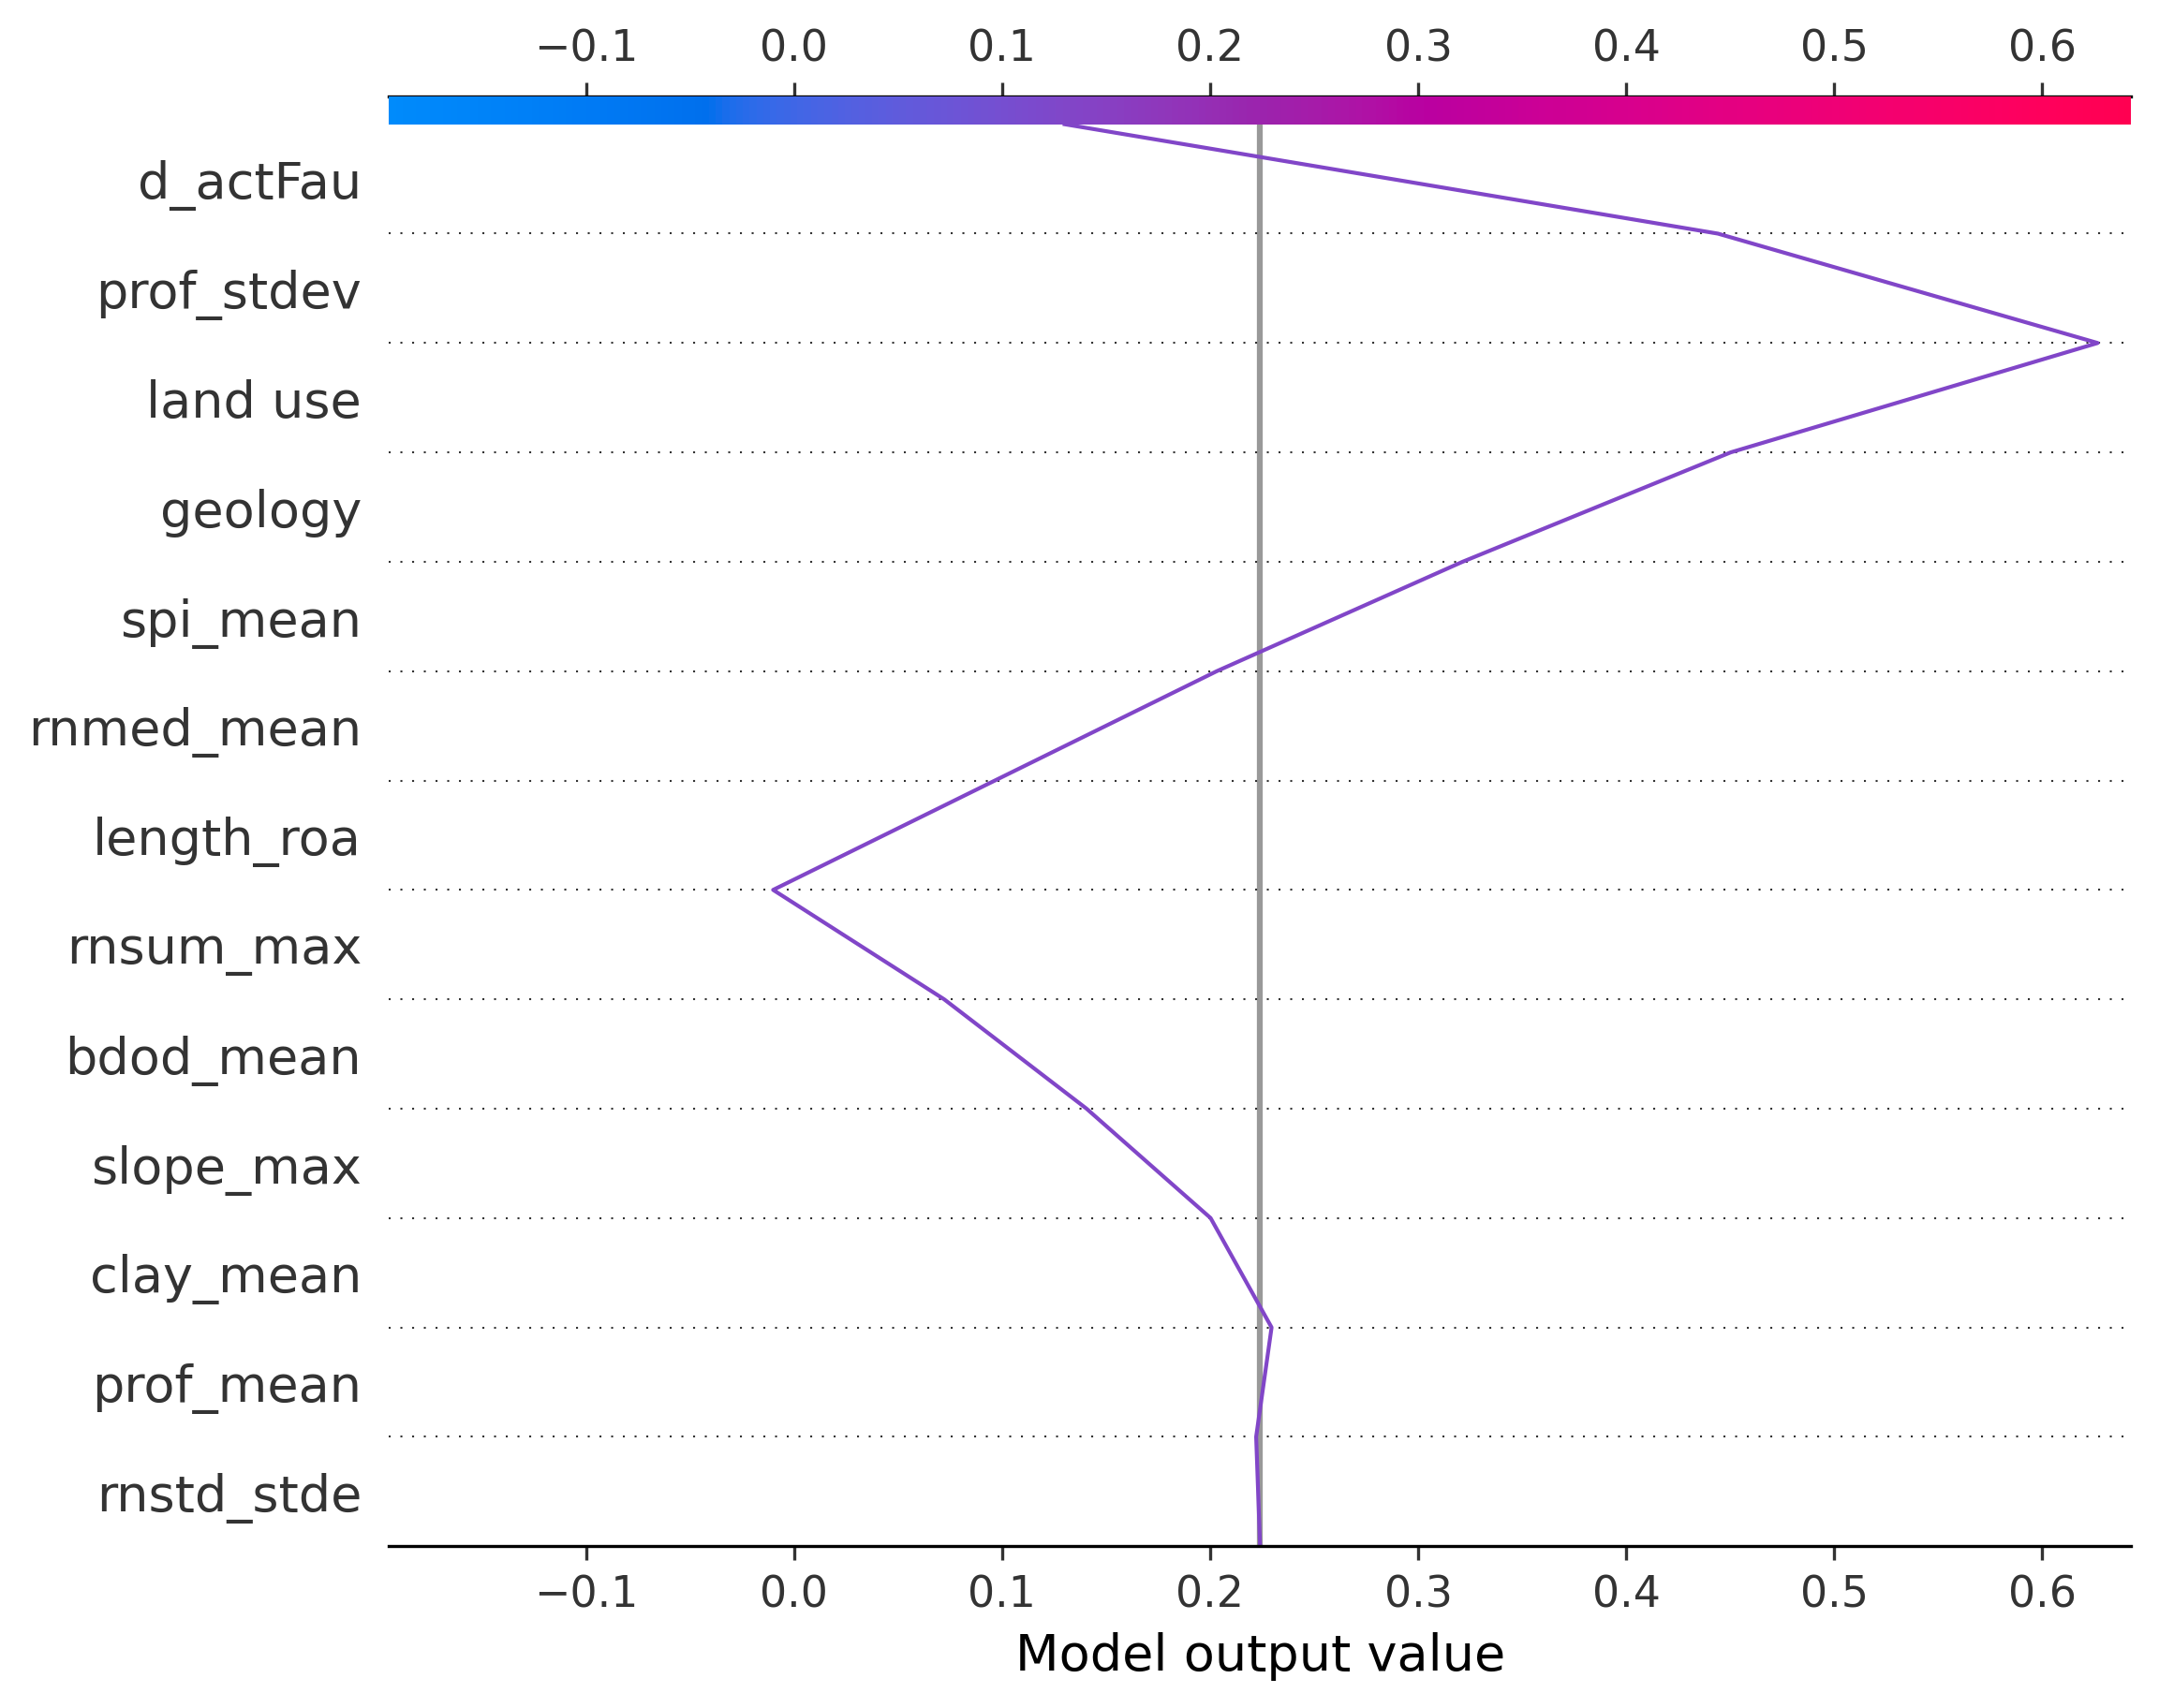 −0.1 0.0 0.1 0.2 0.3 0.4 0.5 0.6
d_actFau
prof_stdev
land use
geology
spi_mean
rnmed_mean
length_roa
rnsum_max
bdod_mean
slope_max
clay_mean
prof_mean
rnstd_stde
−0.1 0.0 0.1 0.2 0.3 0.4 0.5 0.6
Model output value